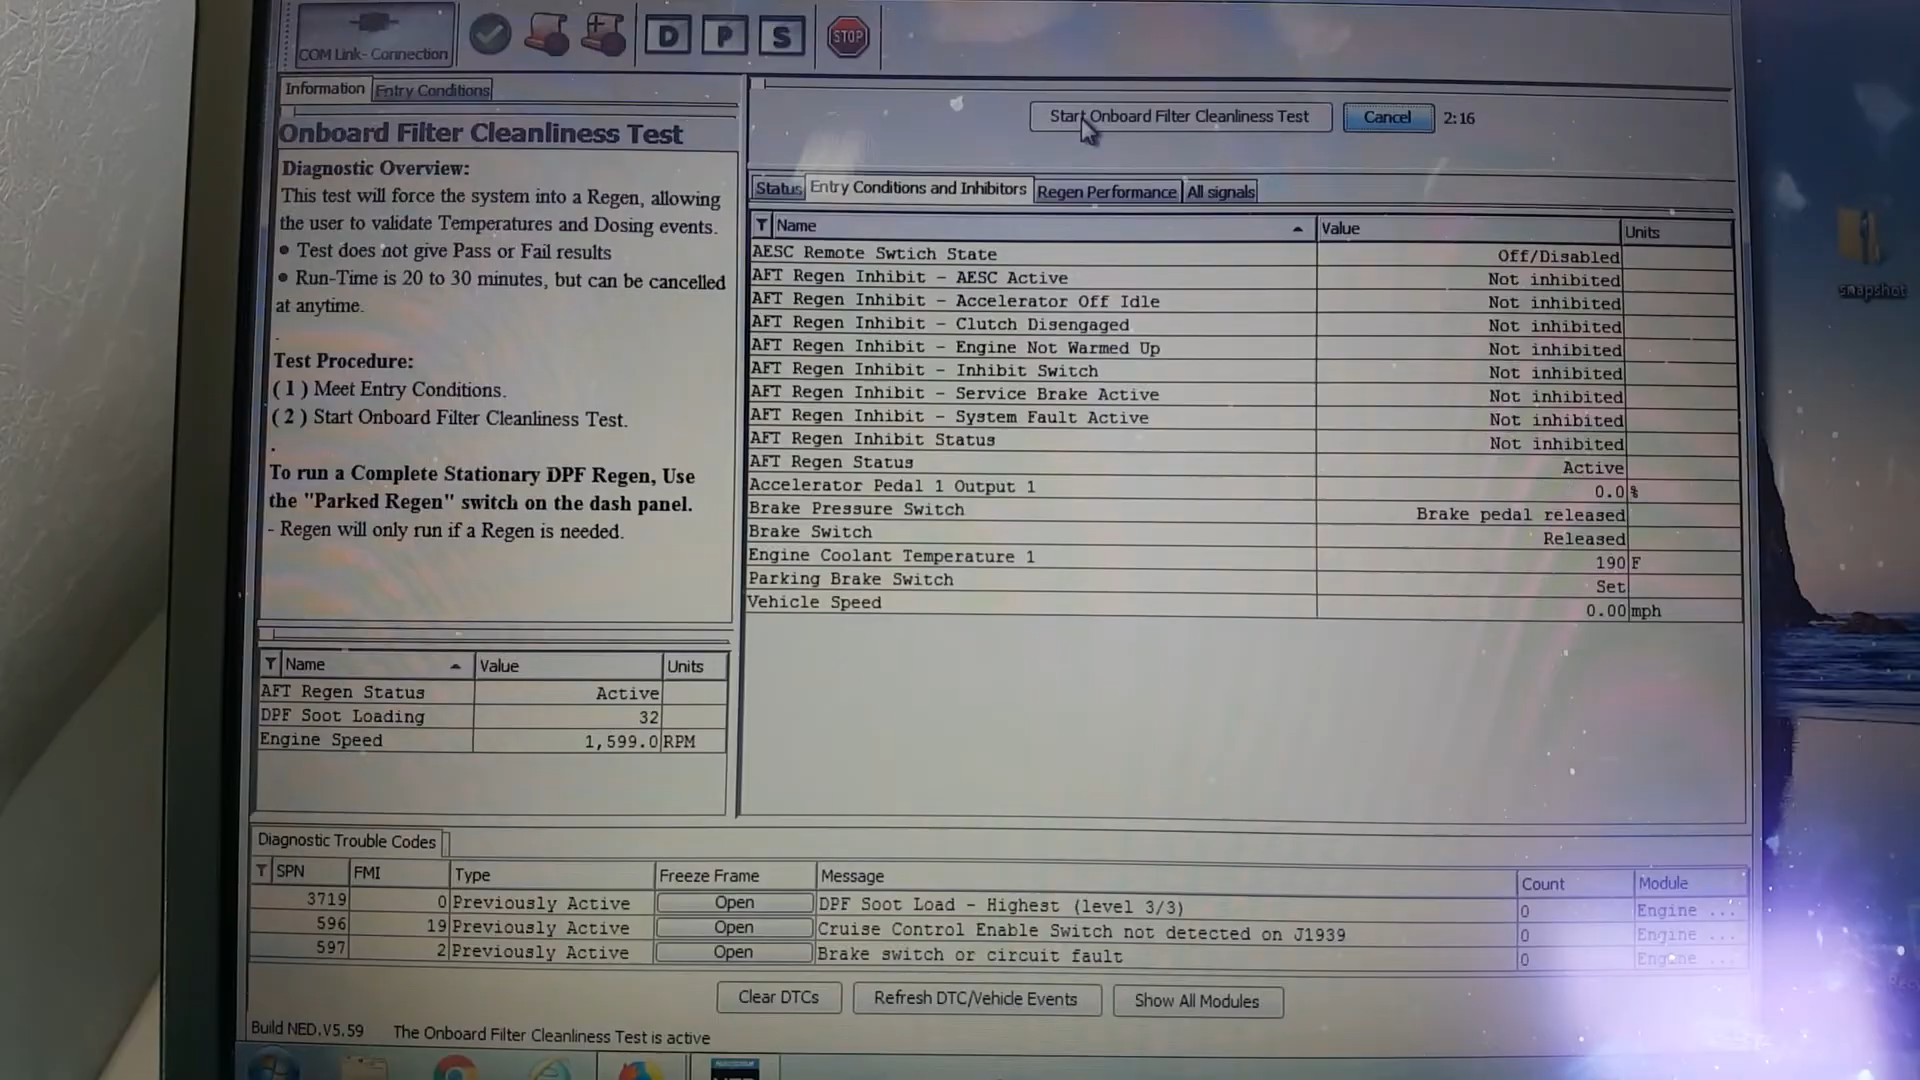 COM Link- Connection
D P S STOP
Information Entry Conditions
Onboard Filter Cleanliness Test
Diagnostic Overview:
This test will force the system into a Regen, allowing
the user to validate Temperatures and Dosing events.
• Test does not give Pass or Fail results
• Run-Time is 20 to 30 minutes, but can be cancelled
at anytime.
.
Test Procedure:
( 1 ) Meet Entry Conditions.
( 2 ) Start Onboard Filter Cleanliness Test.
.
To run a Complete Stationary DPF Regen, Use
the "Parked Regen" switch on the dash panel.
- Regen will only run if a Regen is needed.
Name Value Units
AFT Regen Status Active
DPF Soot Loading 32
Engine Speed 1,599.0 RPM
Start Onboard Filter Cleanliness Test Cancel 2:16
Status Entry Conditions and Inhibitors Regen Performance All signals
Name Value Units
AESC Remote Swtich State Off/Disabled
AFT Regen Inhibit - AESC Active Not inhibited
AFT Regen Inhibit - Accelerator Off Idle Not inhibited
AFT Regen Inhibit - Clutch Disengaged Not inhibited
AFT Regen Inhibit - Engine Not Warmed Up Not inhibited
AFT Regen Inhibit - Inhibit Switch Not inhibited
AFT Regen Inhibit - Service Brake Active Not inhibited
AFT Regen Inhibit - System Fault Active Not inhibited
AFT Regen Inhibit Status Not inhibited
AFT Regen Status Active
Accelerator Pedal 1 Output 1 0.0 %
Brake Pressure Switch Brake pedal released
Brake Switch Released
Engine Coolant Temperature 1 190 F
Parking Brake Switch Set
Vehicle Speed 0.00 mph
snapshot
Diagnostic Trouble Codes
SPN FMI Type Freeze Frame Message Count Module
3719 0 Previously Active Open DPF Soot Load - Highest (level 3/3) 0 Engine ...
596 19 Previously Active Open Cruise Control Enable Switch not detected on J1939 0 Engine ...
597 2 Previously Active Open Brake switch or circuit fault 0 Engine ...
Clear DTCs Refresh DTC/Vehicle Events Show All Modules
Build NED.V5.59 The Onboard Filter Cleanliness Test is active